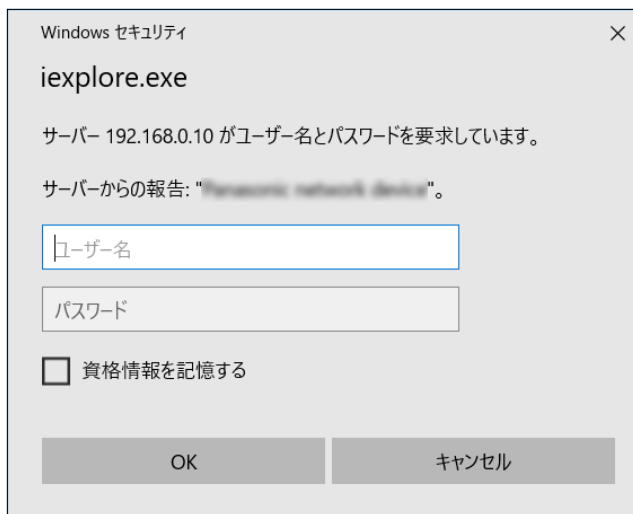 Windows セキュリティ
iexplore.exe
サーバー 192.168.0.10 がユーザー名とパスワードを要求しています。
サーバーからの報告: "                    "。
ユーザー名
パスワード
資格情報を記憶する
OK
キャンセル